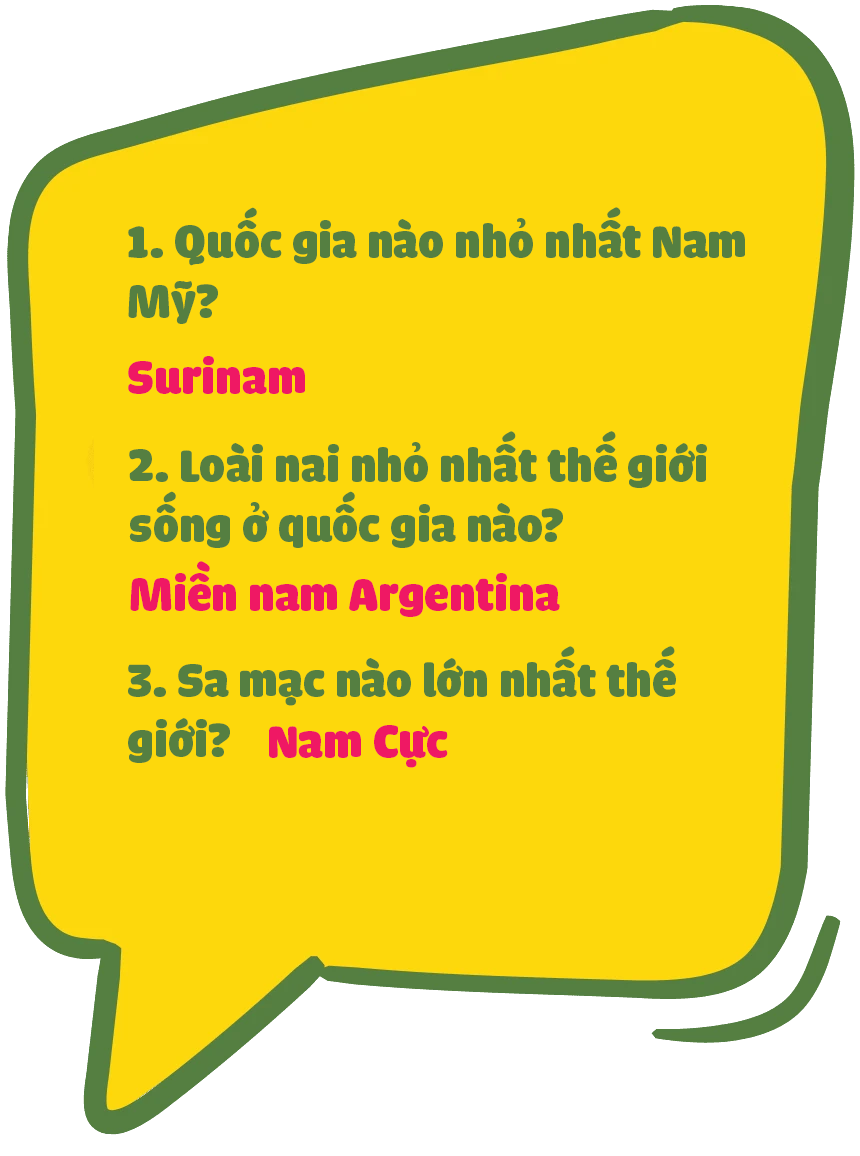 1. Quốc gia nào nhỏ nhất Nam
Mỹ?
Surinam
2. Loài nai nhỏ nhất thế giới
sống ở quốc gia nào?
Miền nam Argentina
3. Sa mạc nào lớn nhất thế
giới? Nam Cực